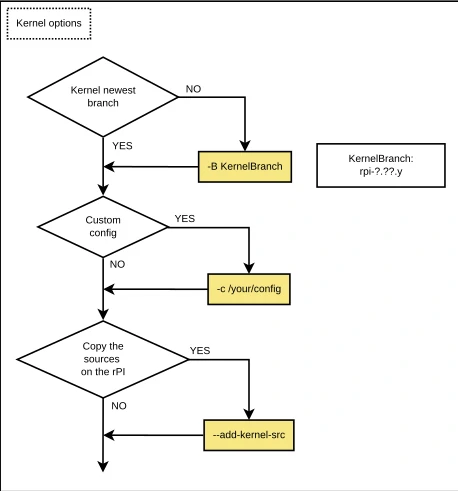 Kernel options
Kernel newest
branch
NO
YES
-B KernelBranch
KernelBranch:
rpi-?.??.y
Custom
config
YES
NO
-c /your/config
Copy the
sources
on the rPI
YES
NO
--add-kernel-src